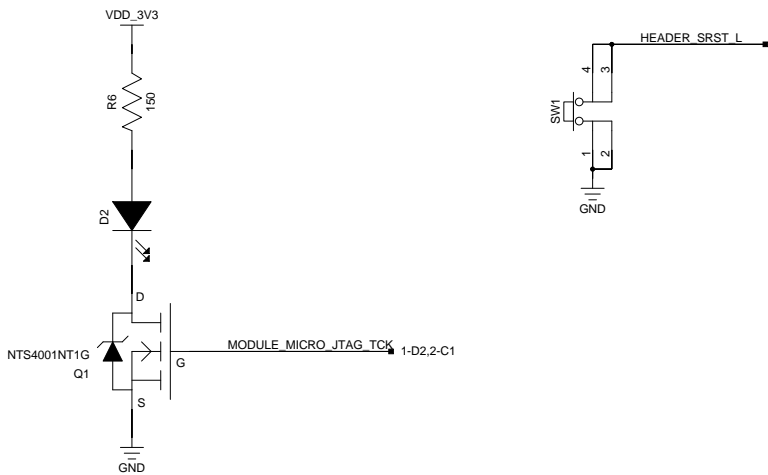 VDD_3V3
R6
150
D2
D
NTS4001NT1G
Q1
G
S
GND
MODULE_MICRO_JTAG_TCK
1-D2,2-C1
HEADER_SRST_L
4
3
SW1
1
2
GND